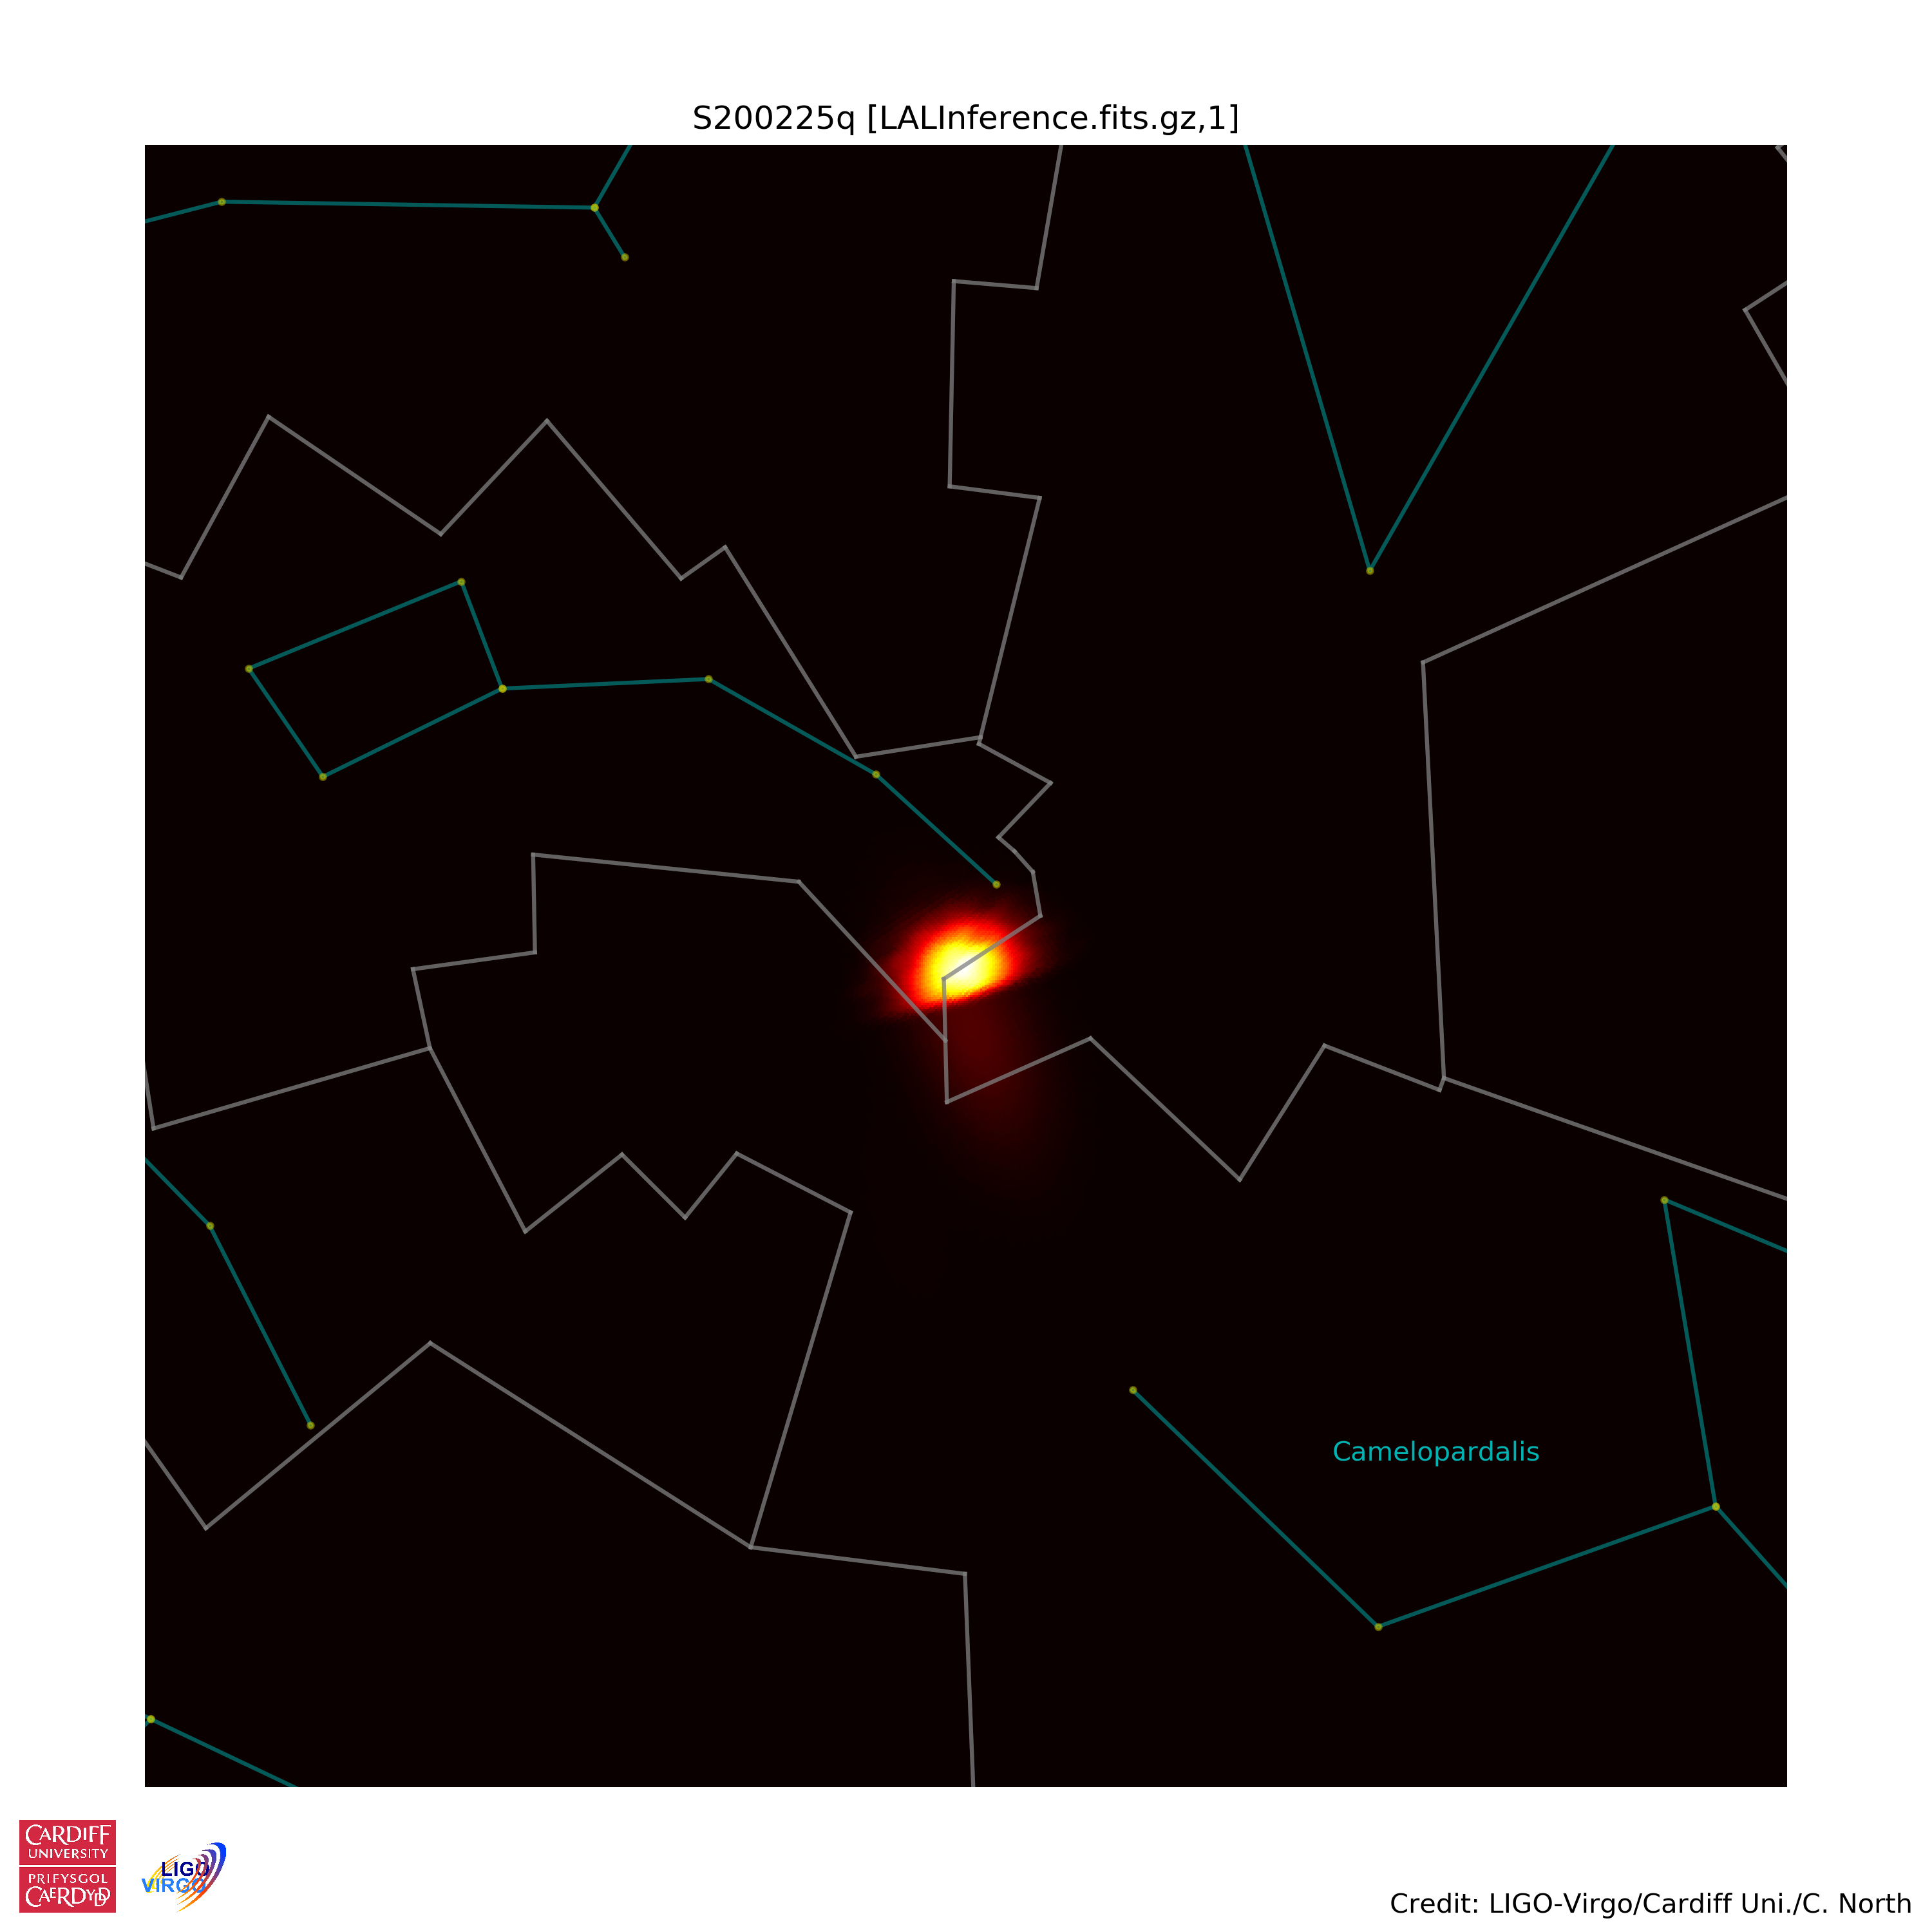 S200225q [LALInference.fits.gz,1]
Camelopardalis
CARDIFF
UNIVERSITY
PRIFYSGOL
CAERDYDD
LIGO
VIRGO
Credit: LIGO-Virgo/Cardiff Uni./C. North